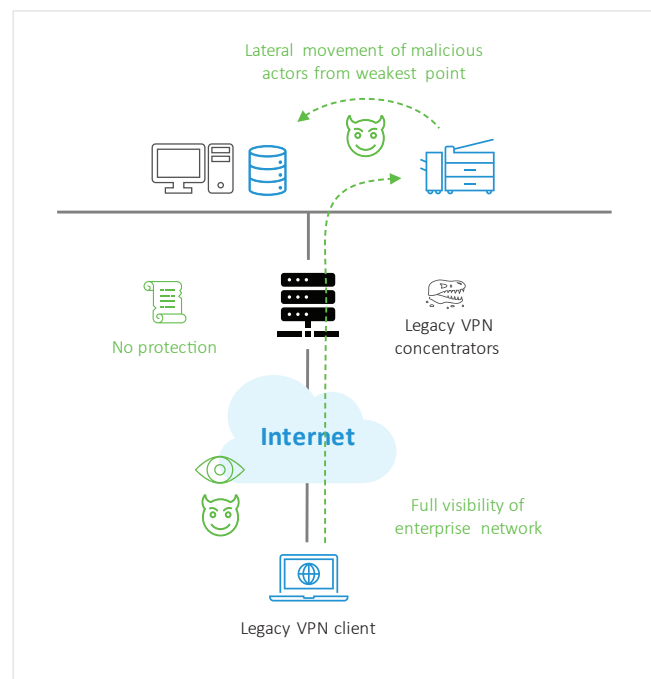 Lateral movement of malicious
actors from weakest point
No protection
Legacy VPN
concentrators
Internet
Full visibility of
enterprise network
Legacy VPN client